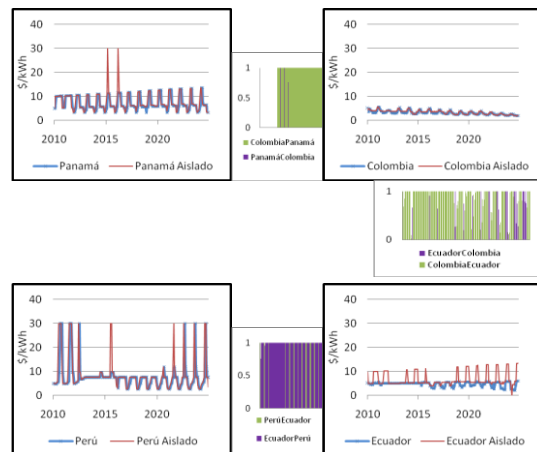 $/kWh
40
30
20
10
0
2010 2015 2020
Panamá Panamá Aislado
1
0.5
0
ColombiaPanamá
PanamáColombia
$/kWh
40
30
20
10
0
2010 2015 2020
Colombia Colombia Aislado
1
0
EcuadorColombia
ColombiaEcuador
$/kWh
40
30
20
10
0
2010 2015 2020
Perú Perú Aislado
1
0.5
0
PerúEcuador
EcuadorPerú
$/kWh
40
30
20
10
0
2010 2015 2020
Ecuador Ecuador Aislado